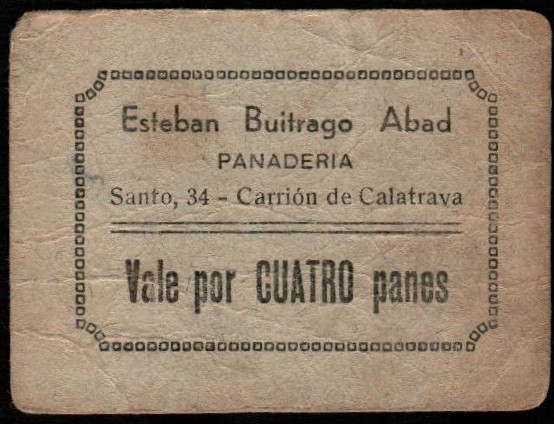 Esteban Buitrago Abad
PANADERIA
Santo, 34 - Carrión de Calatrava
Vale por CUATRO panes